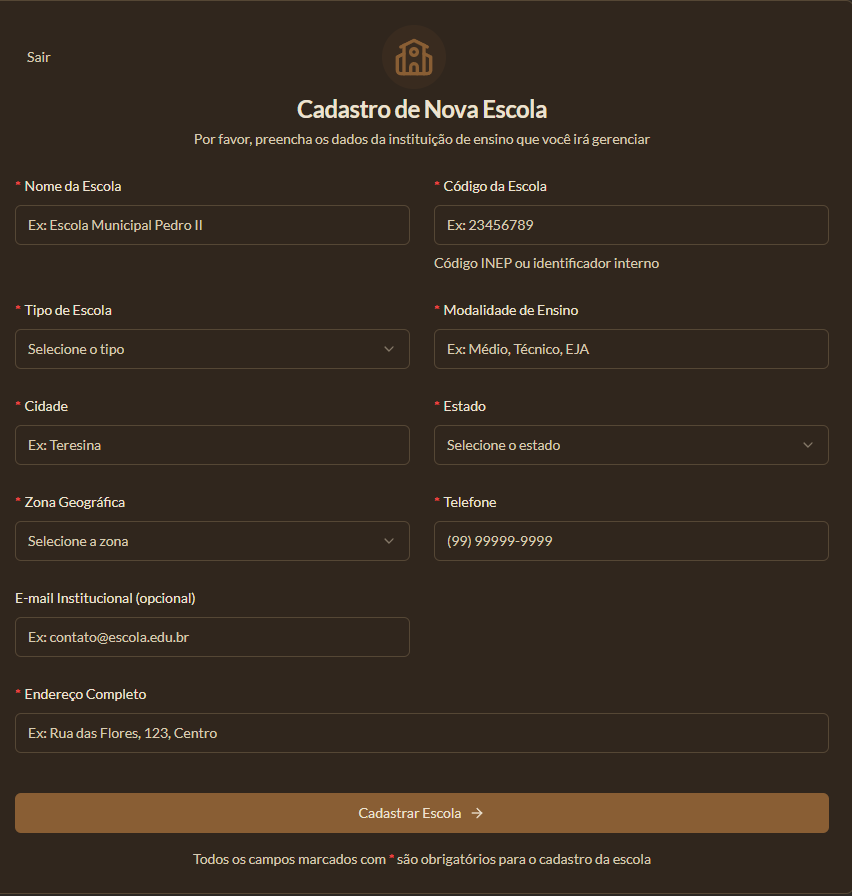 Sair
Cadastro de Nova Escola
Por favor, preencha os dados da instituição de ensino que você irá gerenciar
* Nome da Escola
Ex: Escola Municipal Pedro II
* Código da Escola
Ex: 23456789
Código INEP ou identificador interno
* Tipo de Escola
Selecione o tipo
* Modalidade de Ensino
Ex: Médio, Técnico, EJA
* Cidade
Ex: Teresina
* Estado
Selecione o estado
* Zona Geográfica
Selecione a zona
* Telefone
(99) 99999-9999
E-mail Institucional (opcional)
Ex: contato@escola.edu.br
* Endereço Completo
Ex: Rua das Flores, 123, Centro
Cadastrar Escola →
Todos os campos marcados com * são obrigatórios para o cadastro da escola